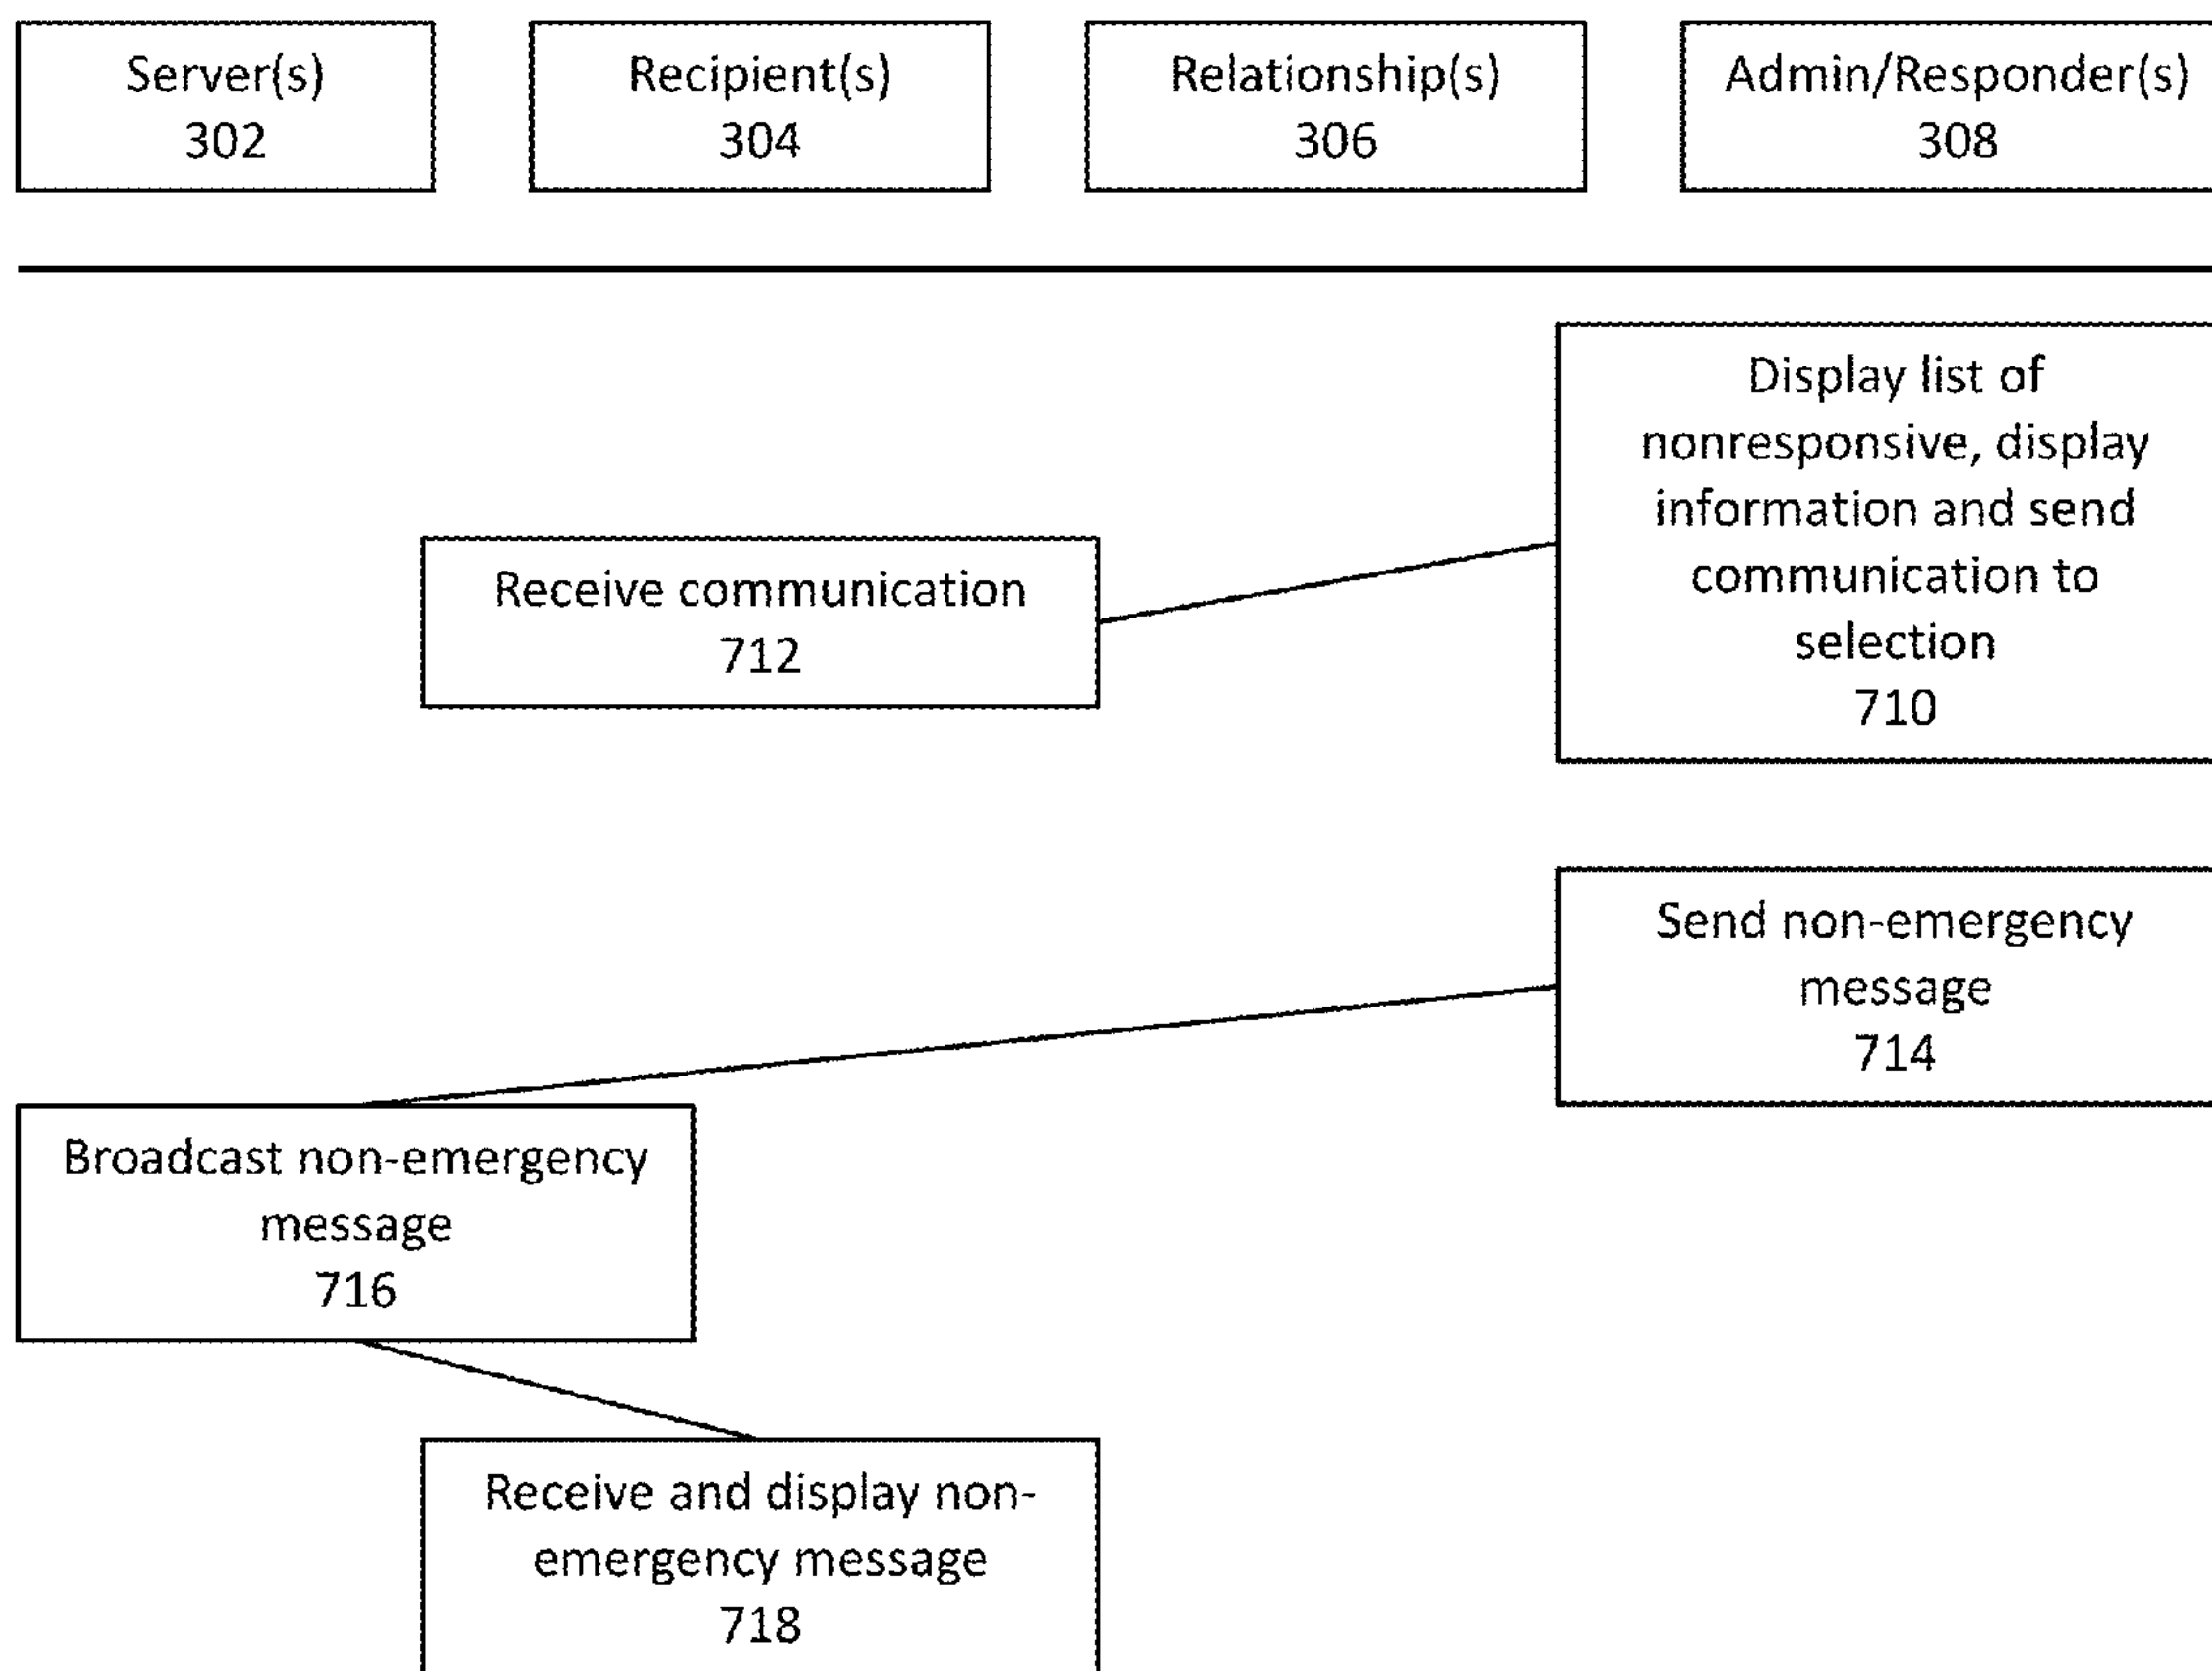 Server(s)
302
Recipient(s)
304
Relationship(s)
306
Admin/Responder(s)
308
Display list of
nonresponsive, display
information and send
communication to
selection
710
Receive communication
712
Send non-emergency
message
714
Broadcast non-emergency
message
716
Receive and display non-
emergency message
718